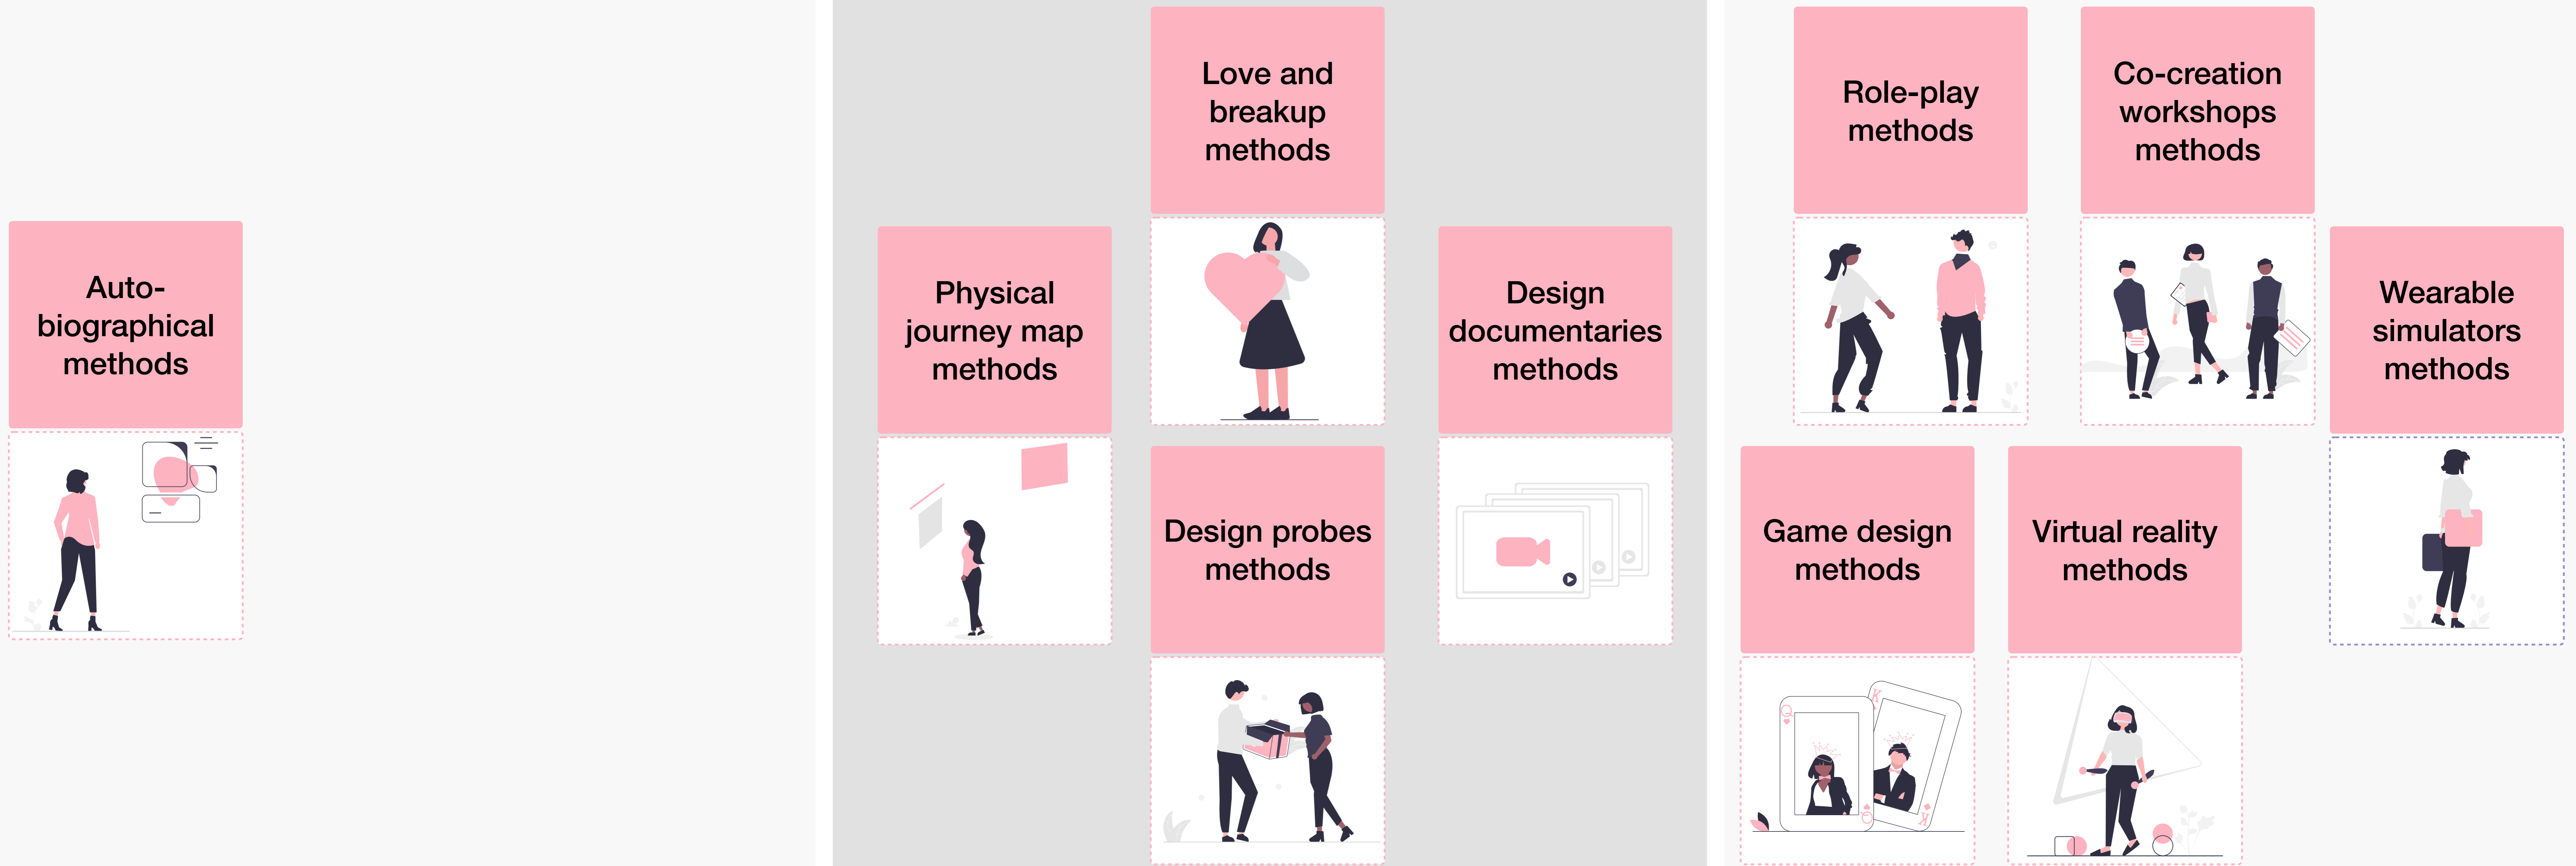 Auto-
biographical
methods
Physical
journey map
methods
Love and
breakup
methods
Design probes
methods
Design
documentaries
methods
Role-play
methods
Co-creation
workshops
methods
Game design
methods
Q
K
Q
K
Virtual reality
methods
Wearable
simulators
methods